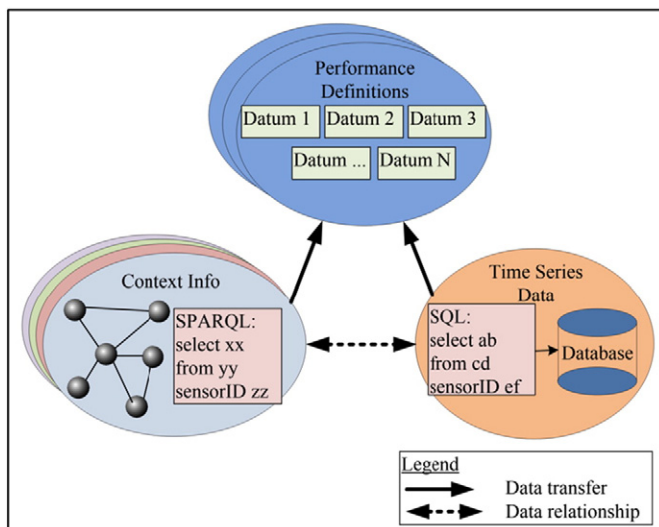 Performance
Definitions
Datum 1
Datum 2
Datum 3
Datum ...
Datum N
Context Info
SPARQL:
select xx
from yy
sensorID zz
Time Series
Data
SQL:
select ab
from cd
sensorID ef
Database
Legend
Data transfer
Data relationship